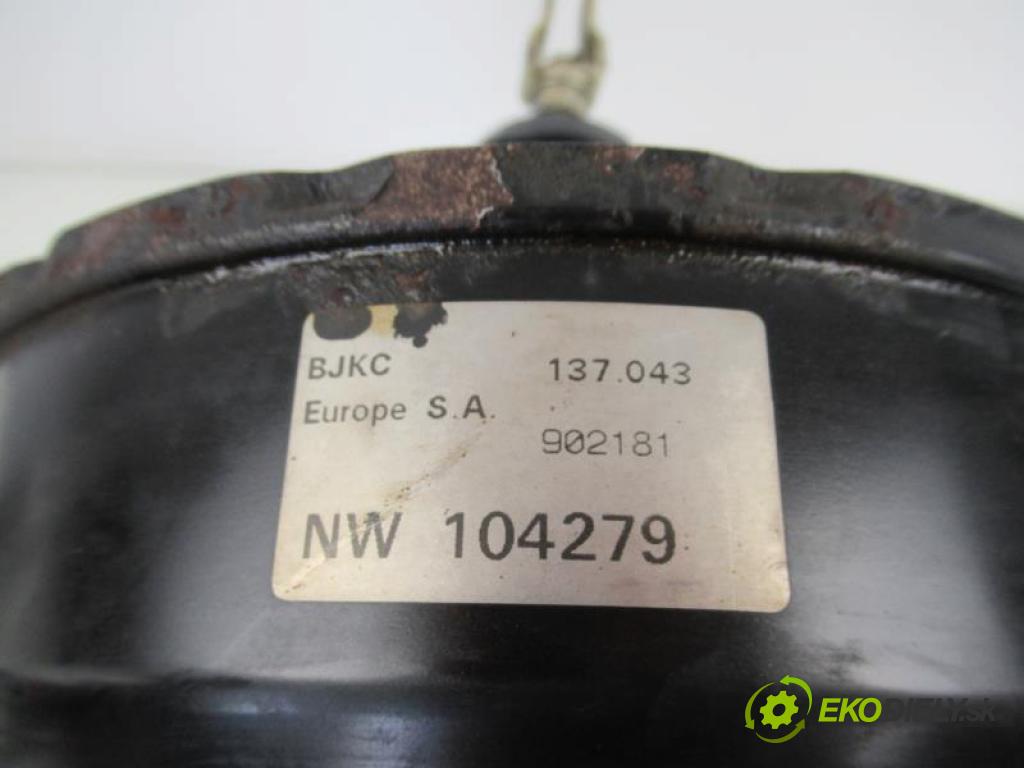 BJKC 137.043
Europe S.A.
902181
NW 104279
EKODIELY.sk